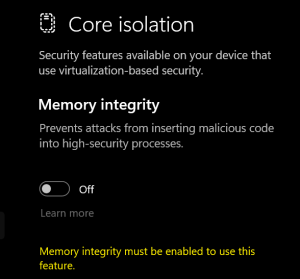 Core isolation
Security features available on your device that
use virtualization-based security.
Memory integrity
Prevents attacks from inserting malicious code
into high-security processes.
Off
Learn more
Memory integrity must be enabled to use this
feature.